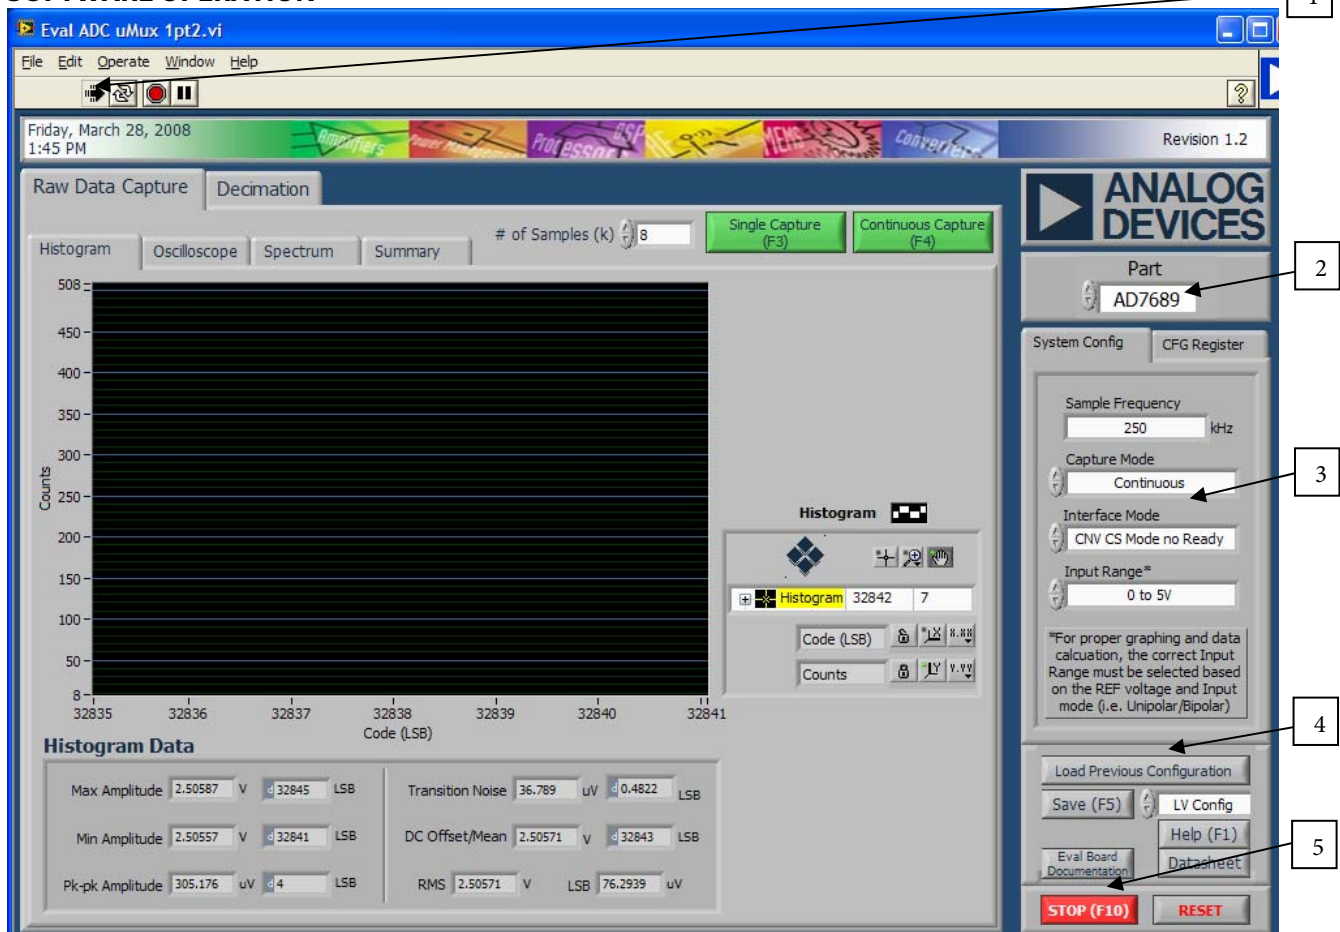 SOFTWARE OPERATION
1
Eval ADC uMux 1pt2.vi
File Edit Operate Window Help
Friday, March 28, 2008
1:45 PM
Amplifiers Power Management Processors DSP MEMS Converters
Revision 1.2
Raw Data Capture Decimation
ANALOG
DEVICES
# of Samples (k) 8
Single Capture
(F3)
Continuous Capture
(F4)
Histogram Oscilloscope Spectrum Summary
Part
AD7689
2
508
450
400
350
300
250
200
150
100
50
8
Counts
32835 32836 32837 32838 32839 32840 32841
Code (LSB)
Histogram
Histogram 32842 7
Code (LSB) X X.XX
Counts Y Y.YY
System Config CFG Register
Sample Frequency
250 kHz
Capture Mode
Continuous
3
Interface Mode
CNV CS Mode no Ready
Input Range*
0 to 5V
*For proper graphing and data
calcuation, the correct Input
Range must be selected based
on the REF voltage and Input
mode (i.e. Unipolar/Bipolar)
4
Load Previous Configuration
Save (F5) LV Config
Help (F1)
Eval Board
Documentation
Datasheet
5
STOP (F10) RESET
Histogram Data
Max Amplitude 2.50587 V d 32845 LSB
Min Amplitude 2.50557 V d 32841 LSB
Pk-pk Amplitude 305.176 uV d 4 LSB
Transition Noise 36.789 uV d 0.4822 LSB
DC Offset/Mean 2.50571 V d 32843 LSB
RMS 2.50571 V LSB 76.2939 uV